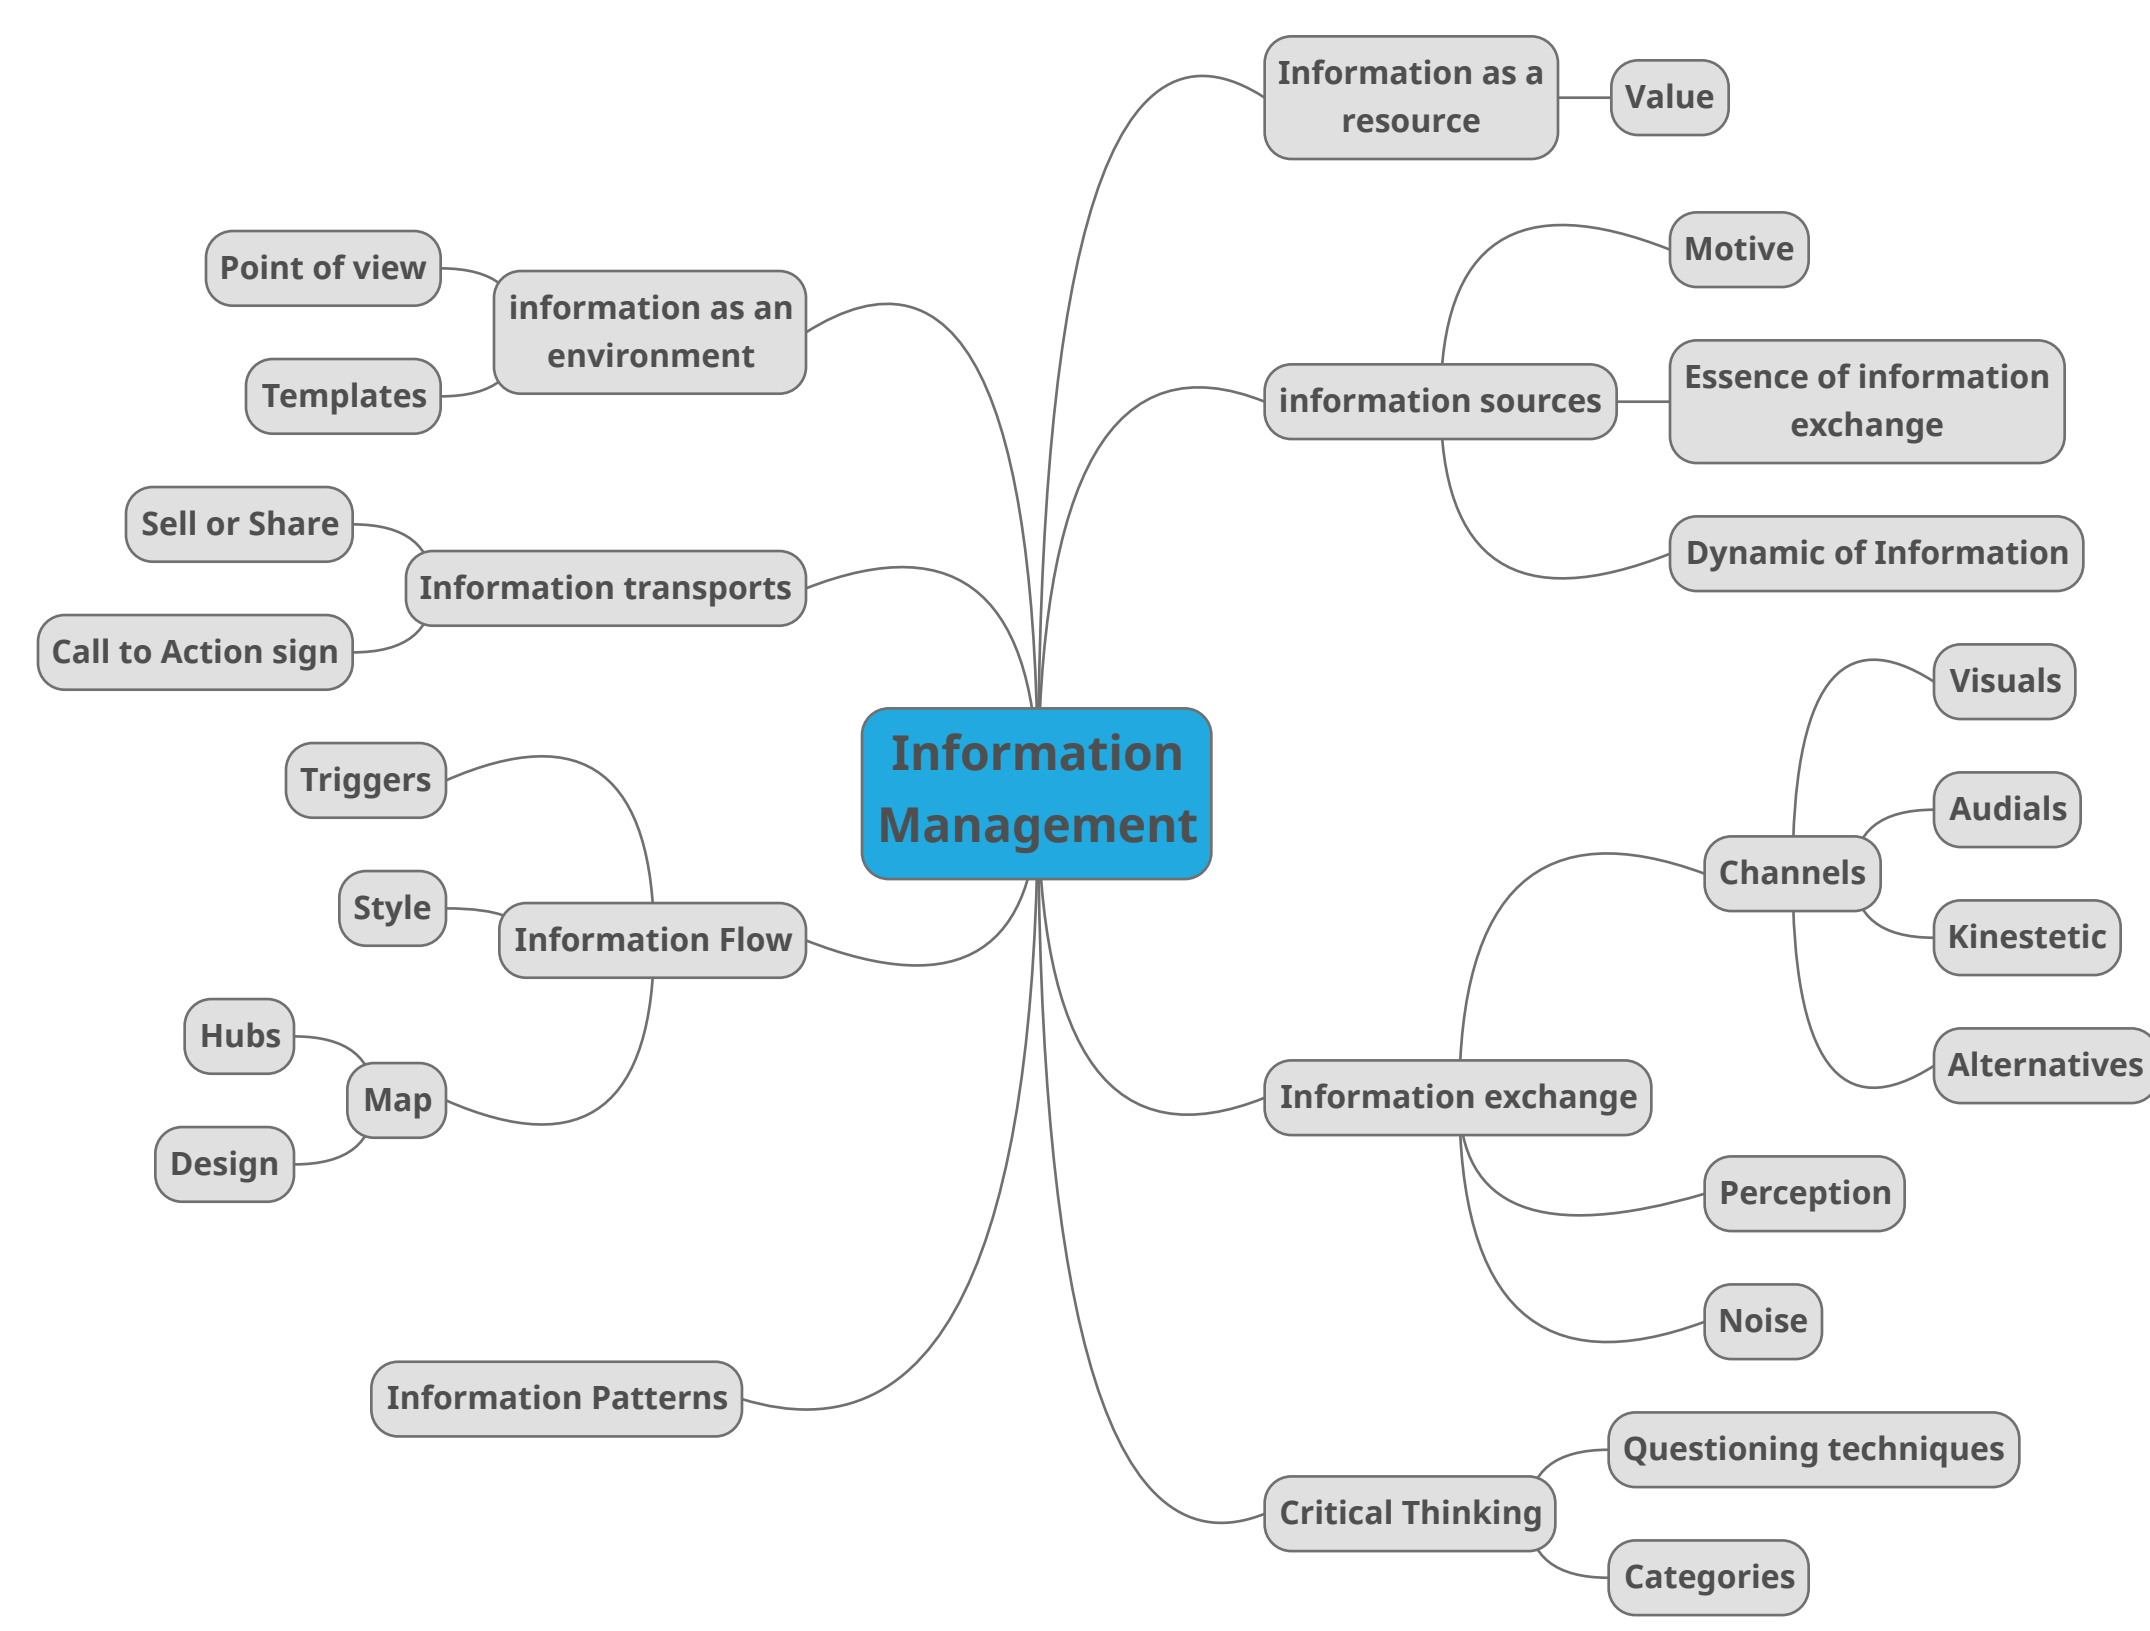 Information
Management
Information as a
resource
Value
information sources
Motive
Essence of information
exchange
Dynamic of Information
Information exchange
Channels
Visuals
Audials
Kinestetic
Alternatives
Perception
Noise
Critical Thinking
Questioning techniques
Categories
information as an
environment
Point of view
Templates
Information transports
Sell or Share
Call to Action sign
Information Flow
Triggers
Style
Map
Hubs
Design
Information Patterns